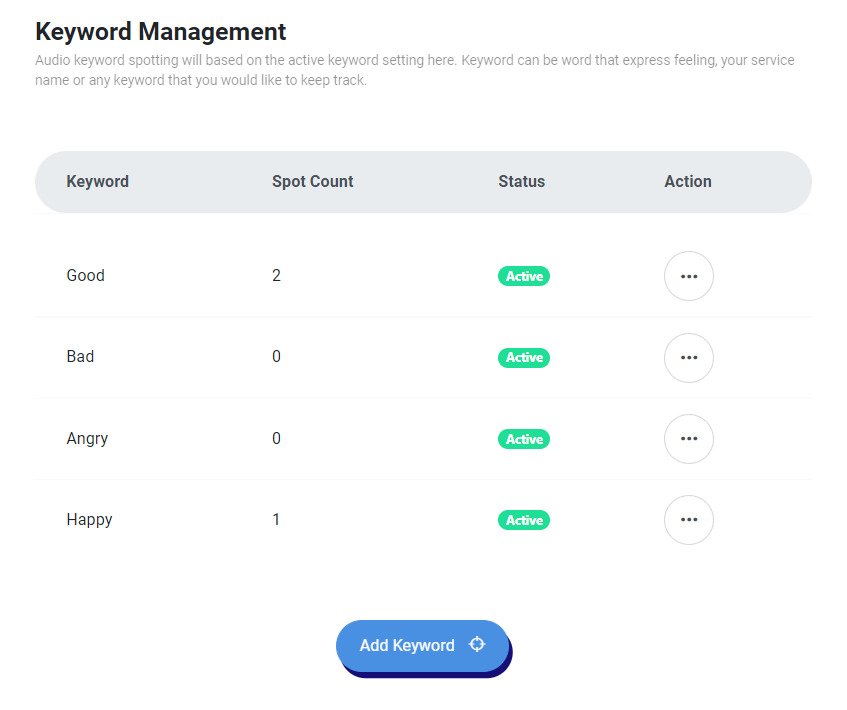 Keyword Management
Audio keyword spotting will based on the active keyword setting here. Keyword can be word that express feeling, your service
name or any keyword that you would like to keep track.
Keyword Spot Count Status Action
Good 2 Active
Bad 0 Active
Angry 0 Active
Happy 1 Active
Add Keyword